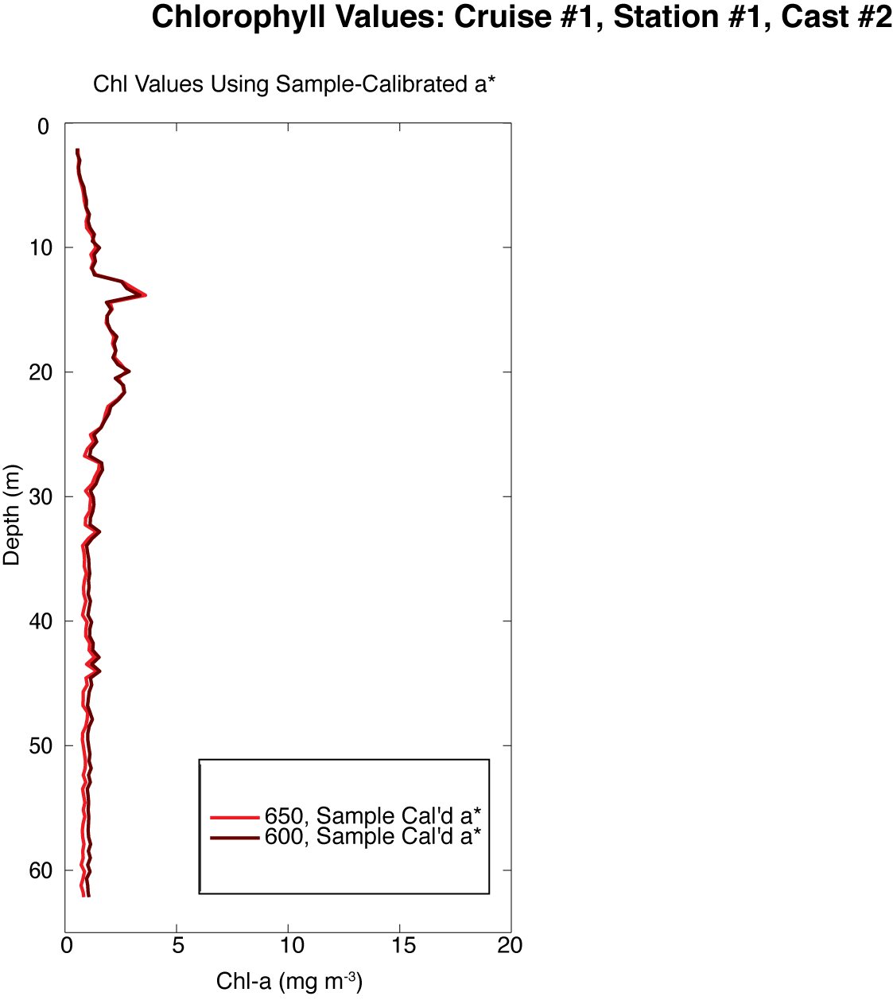 Chlorophyll Values: Cruise #1, Station #1, Cast #2
Chl Values Using Sample-Calibrated a*
0
10
20
30
40
50
60
Depth (m)
650, Sample Cal'd a*
600, Sample Cal'd a*
0 5 10 15 20
Chl-a (mg m-3)